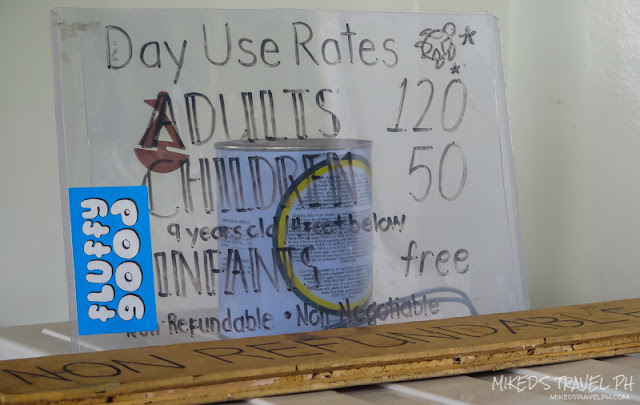 Day Use Rates
ADULTS 120
CHILDREN 50
9 years old
below
INFANTS free
Non-Refundable • Non Negotiable
fluffy
good
NON REFUNDABLE
MIKED'S TRAVEL PH
MIKEDTRAVELPH.COM